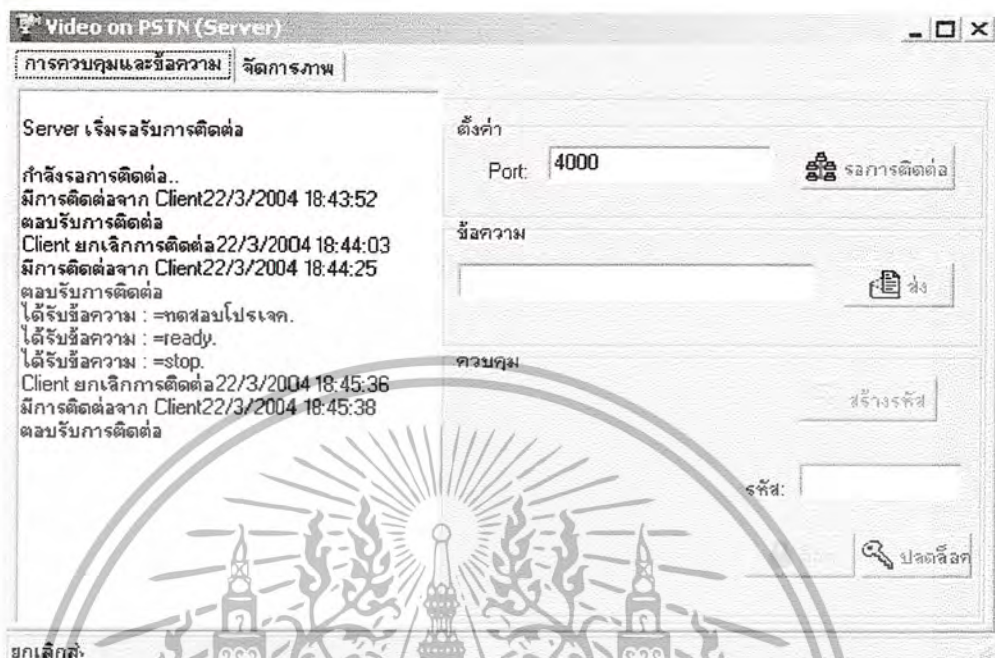 Video on PSTN (Server)
การควบคุมและข้อความ
จัดการภาพ
Server เริ่มรอรับการติดต่อ
กำลังรอการติดต่อ..
มีการติดต่อจาก Client22/3/2004 18:43:52
ตอบรับการติดต่อ
Client ยกเลิกการติดต่อ22/3/2004 18:44:03
มีการติดต่อจาก Client22/3/2004 18:44:25
ตอบรับการติดต่อ
ได้รับข้อความ : =ทดสอบโปรเจค.
ได้รับข้อความ : =ready.
ได้รับข้อความ : =stop.
Client ยกเลิกการติดต่อ22/3/2004 18:45:36
มีการติดต่อจาก Client22/3/2004 18:45:38
ตอบรับการติดต่อ
ตั้งค่า
Port: 4000
รอการติดต่อ
ข้อความ
ส่ง
ควบคุม
สร้างรหัส
รหัส:
ปลดล็อค